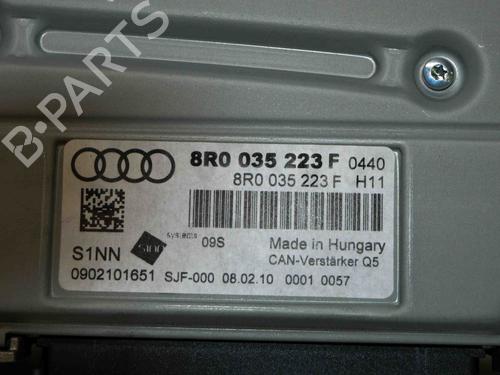 B-PARTS
8R0 035 223 F 0440
8R0 035 223 F H11
09S
S1NN
Made in Hungary
CAN-Verstärker Q5
0902101651 SJF-000 08.02.10 0001 0057